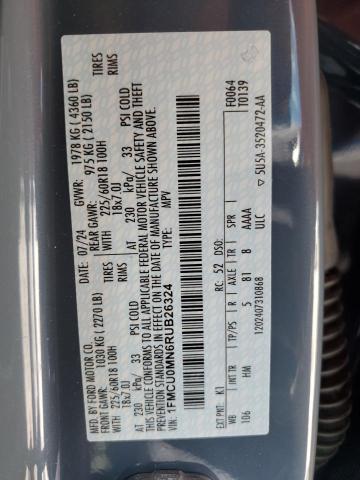 MFD. BY FORD MOTOR CO. 07/24 GVWR: 1978 KG ( 4360 LB)
FRONT GAWR: 1030 KG ( 2270 LB) REAR GAWR: 975 KG ( 2150 LB)
WITH 225/60R18 100H TIRES WITH 225/60R18 100H TIRES
18x7.0J RIMS 18x7.0J RIMS
AT 230 kPa/ 33 PSI COLD AT 230 kPa/ 33 PSI COLD
THIS VEHICLE CONFORMS TO ALL APPLICABLE FEDERAL MOTOR VEHICLE SAFETY AND THEFT
PREVENTION STANDARDS IN EFFECT ON THE DATE OF MANUFACTURE SHOWN ABOVE.
VIN: 1FMCU0MN6RUB26324
TYPE: MPV
F0064
T0139
EXT PNT: K1 RC: 52 DSO:
WB INT TR TP/PS R AXLE TR SPR
106 HM 5 81 8 AAAA
1202407310868 ULC
5U5A-3520472-AA